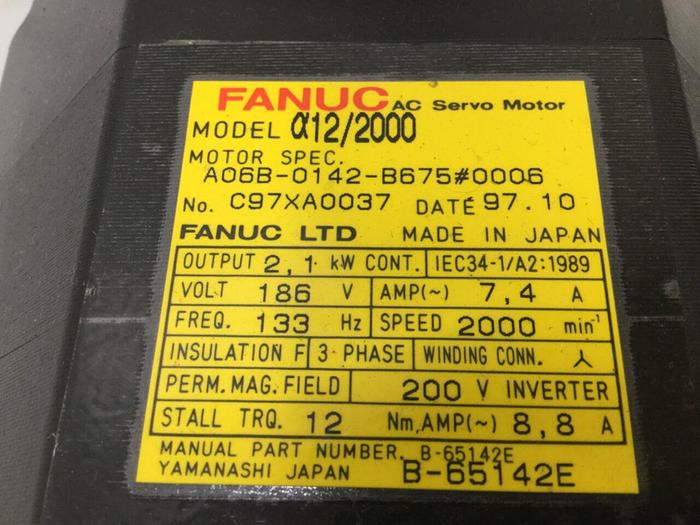 FANUC AC Servo Motor
MODEL α12/2000
MOTOR SPEC.
A06B-0142-B675#0006
No. C97XA0037 DATE 97.10
FANUC LTD MADE IN JAPAN
OUTPUT 2,1 kW CONT. IEC34-1/A2:1989
VOLT 186 V AMP(~) 7,4 A
FREQ. 133 Hz SPEED 2000 min⁻¹
INSULATION F 3-PHASE WINDING CONN. ⅄
PERM.MAG.FIELD 200 V INVERTER
STALL TRQ. 12 Nm,AMP(~) 8,8 A
MANUAL PART NUMBER. B-65142E
YAMANASHI JAPAN B-65142E